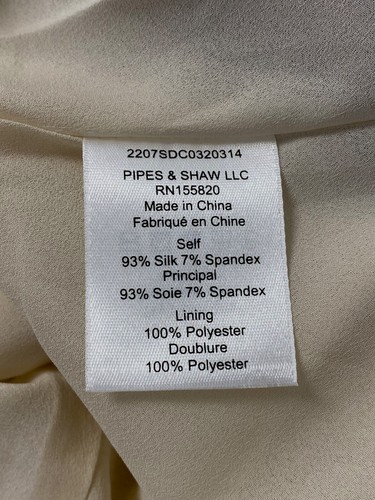 2207SDC0320314
PIPES & SHAW LLC
RN155820
Made in China
Fabriqué en Chine
Self
93% Silk 7% Spandex
Principal
93% Soie 7% Spandex
Lining
100% Polyester
Doublure
100% Polyester